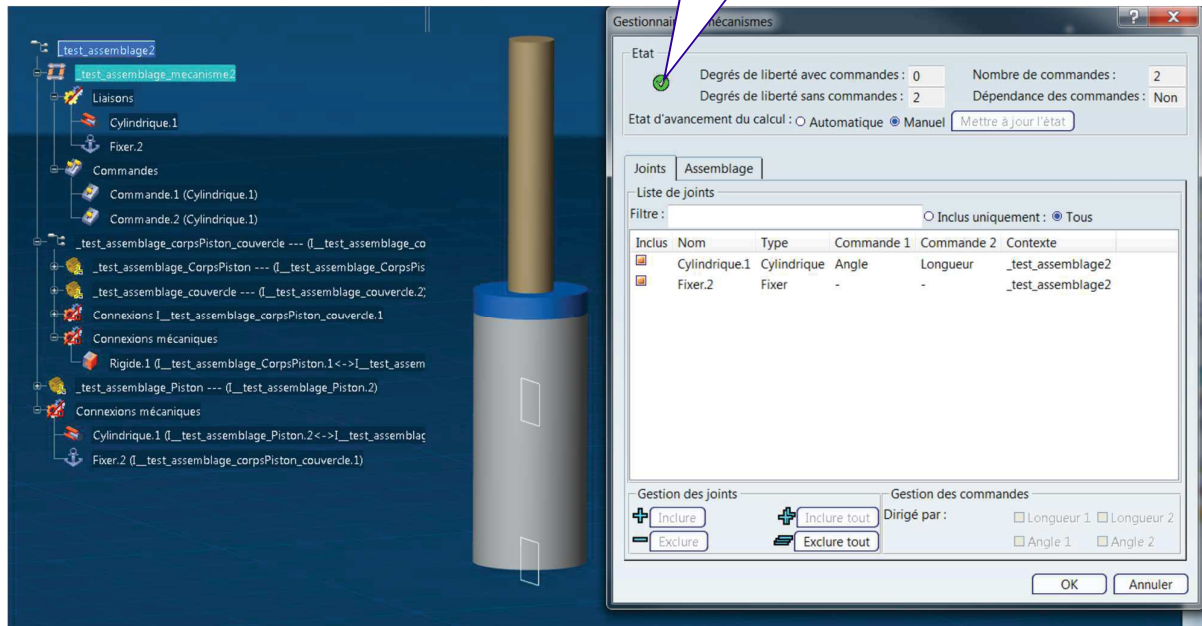 _test_assemblage2
_test_assemblage_mecanisme2
Liaisons
Cylindrique.1
Fixer.2
Commandes
Commande.1 (Cylindrique.1)
Commande.2 (Cylindrique.1)
_test_assemblage_corpsPiston_couvercle --- (I__test_assemblage_co
_test_assemblage_CorpsPiston --- (I__test_assemblage_CorpsPis
_test_assemblage_couvercle --- (I__test_assemblage_couvercle.2)
Connexions I__test_assemblage_corpsPiston_couvercle.1
Connexions mécaniques
Rigide.1 (I__test_assemblage_CorpsPiston.1<->I__test_assem
_test_assemblage_Piston --- (I__test_assemblage_Piston.2)
Connexions mécaniques
Cylindrique.1 (I__test_assemblage_Piston.2<->I__test_assemblag
Fixer.2 (I__test_assemblage_corpsPiston_couvercle.1)
Gestionnai mécanismes
? X
Etat
Degrés de liberté avec commandes : 0 Nombre de commandes : 2
Degrés de liberté sans commandes : 2 Dépendance des commandes : Non
Etat d'avancement du calcul : Automatique Manuel Mettre à jour l'état
Joints Assemblage
Liste de joints
Filtre : Inclus uniquement : Tous
Inclus Nom Type Commande 1 Commande 2 Contexte
Cylindrique.1 Cylindrique Angle Longueur _test_assemblage2
Fixer.2 Fixer - - _test_assemblage2
Gestion des joints Gestion des commandes
Inclure Inclure tout Dirigé par : Longueur 1 Longueur 2
Exclure Exclure tout Angle 1 Angle 2
OK Annuler